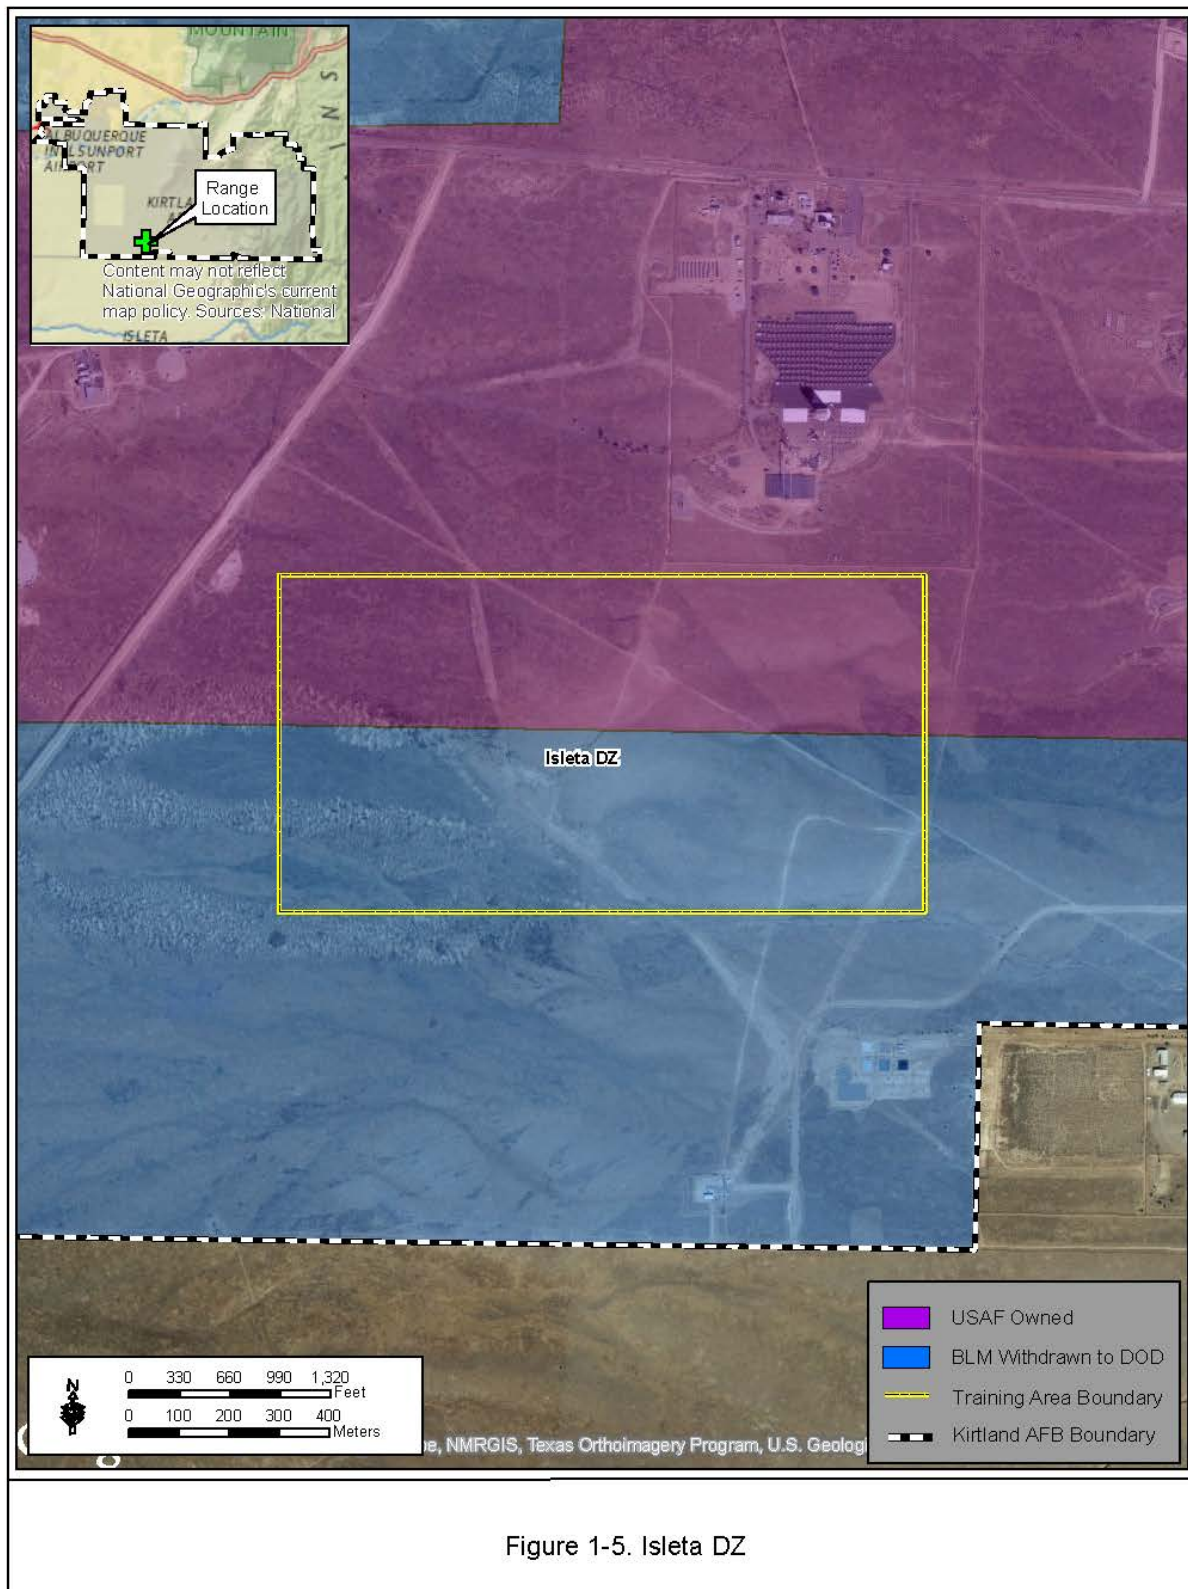 MOUNTAIN
N
S
ALBUQUERQUE
INTL SUNPORT
AIRPORT
KIRTLA
Range
Location
Content may not reflect
National Geographic's current
map policy. Sources: National
ISLETA
Isleta DZ
USAF Owned
BLM Withdrawn to DOD
Training Area Boundary
Kirtland AFB Boundary
N
0 330 660 990 1,320
Feet
0 100 200 300 400
Meters
NMRGIS, Texas Orthoimagery Program, U.S.
Figure 1-5. Isleta DZ